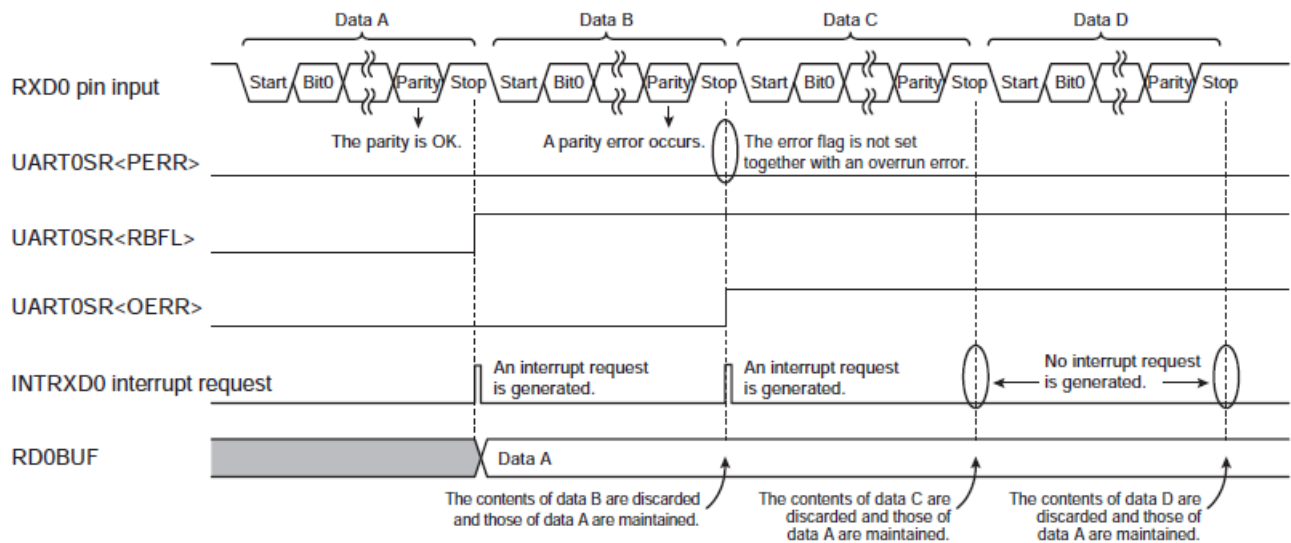 Data A
Data B
Data C
Data D
RXD0 pin input
Start Bit0 Parity Stop Start Bit0 Parity Stop Start Bit0 Parity Stop Start Bit0 Parity Stop
The parity is OK.
A parity error occurs.
The error flag is not set
together with an overrun error.
UART0SR<PERR>
UART0SR<RBFL>
UART0SR<OERR>
INTRXD0 interrupt request
An interrupt request
is generated.
An interrupt request
is generated.
No interrupt request
is generated.
RD0BUF
Data A
The contents of data B are discarded
and those of data A are maintained.
The contents of data C are
discarded and those of
data A are maintained.
The contents of data D are
discarded and those of
data A are maintained.